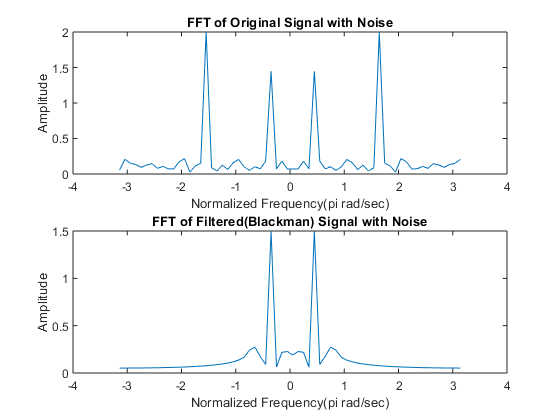 FFT of Original Signal with Noise
2
1.5
1
0.5
0
Amplitude
-4 -3 -2 -1 0 1 2 3 4
Normalized Frequency(pi rad/sec)
FFT of Filtered(Blackman) Signal with Noise
1.5
1
0.5
0
Amplitude
-4 -3 -2 -1 0 1 2 3 4
Normalized Frequency(pi rad/sec)